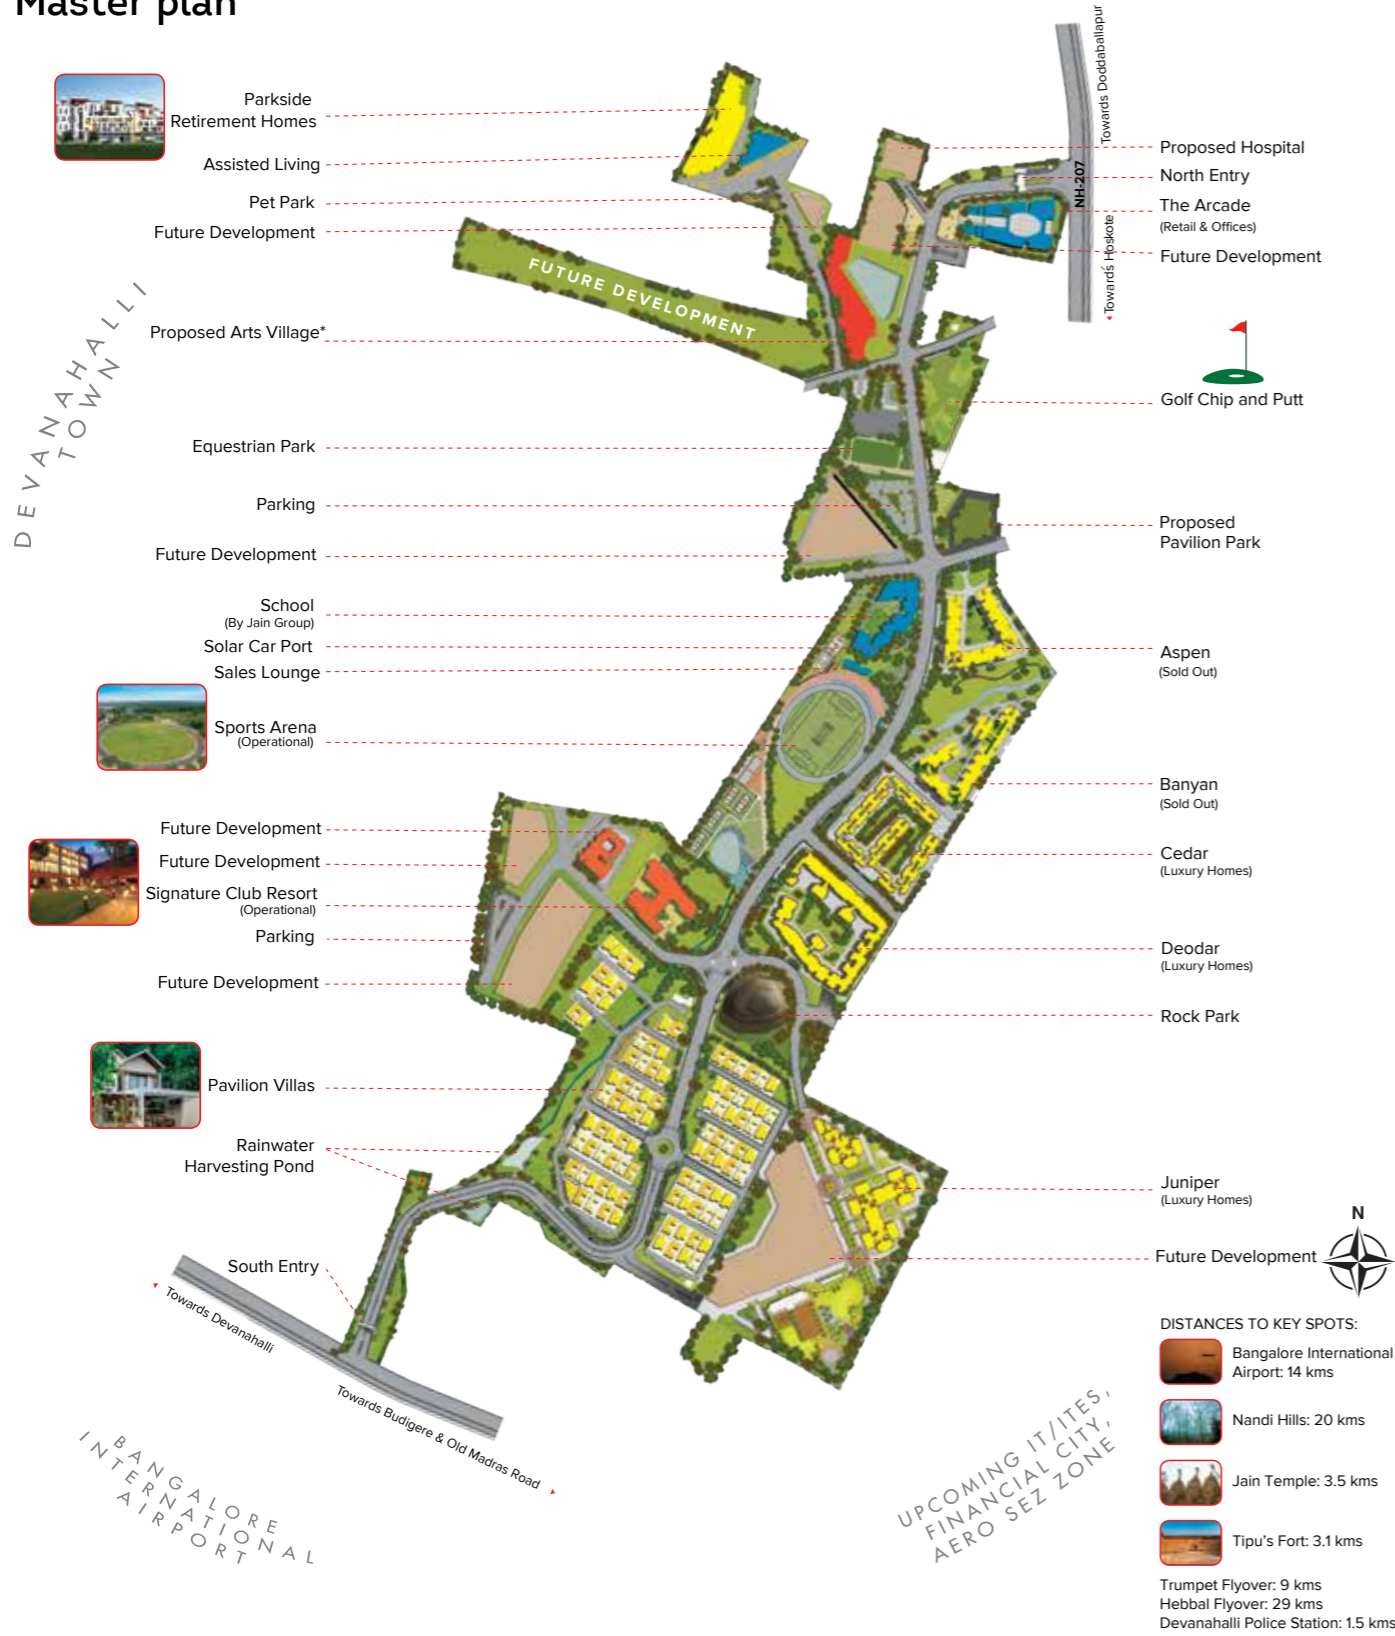 Master plan
Parkside
Retirement Homes
Assisted Living
Pet Park
Future Development
Proposed Arts Village*
Equestrian Park
Parking
Future Development
School
(By Jain Group)
Solar Car Port
Sales Lounge
Sports Arena
(Operational)
Future Development
Future Development
Signature Club Resort
(Operational)
Parking
Future Development
Pavilion Villas
Rainwater
Harvesting Pond
South Entry
DEVANAHALLI
TOWN
FUTURE DEVELOPMENT
Towards Doddaballapur
NH-207
Towards Hoskote
Proposed Hospital
North Entry
The Arcade
(Retail & Offices)
Future Development
Golf Chip and Putt
Proposed
Pavilion Park
Aspen
(Sold Out)
Banyan
(Sold Out)
Cedar
(Luxury Homes)
Deodar
(Luxury Homes)
Rock Park
Juniper
(Luxury Homes)
Future Development
N
Towards Devanahalli
Towards Budigere & Old Madras Road
BANGALORE
INTERNATIONAL
AIRPORT
UPCOMING IT/ITES,
FINANCIAL CITY,
AERO SEZ ZONE
DISTANCES TO KEY SPOTS:
Bangalore International
Airport: 14 kms
Nandi Hills: 20 kms
Jain Temple: 3.5 kms
Tipu's Fort: 3.1 kms
Trumpet Flyover: 9 kms
Hebbal Flyover: 29 kms
Devanahalli Police Station: 1.5 kms